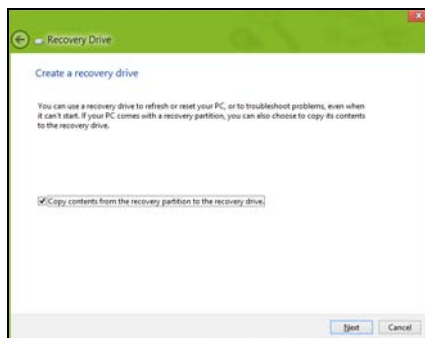 x
Recovery Drive
Create a recovery drive
You can use a recovery drive to refresh or reset your PC, or to troubleshoot problems, even when
it can't start. If your PC comes with a recovery partition, you can also choose to copy its contents
to the recovery drive.
Copy contents from the recovery partition to the recovery drive.
Next Cancel